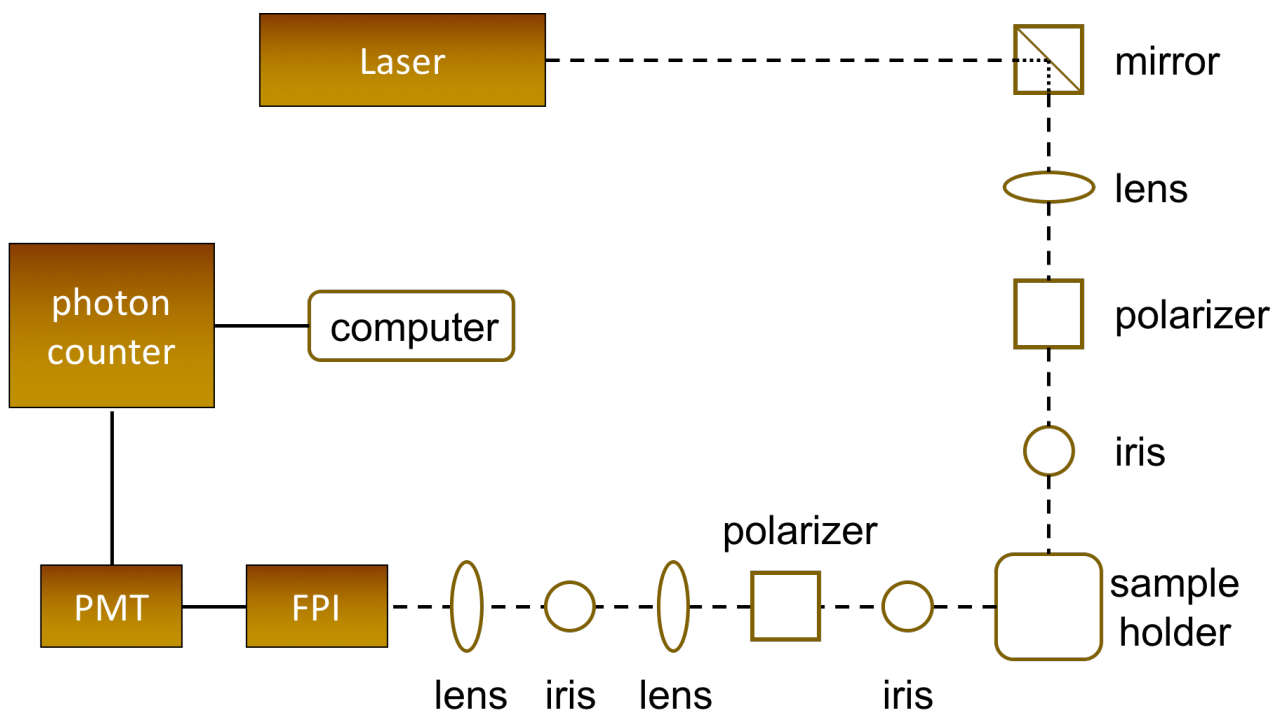 Laser
mirror
lens
polarizer
iris
photon
counter
computer
polarizer
PMT
FPI
sample
holder
lens
iris
lens
iris